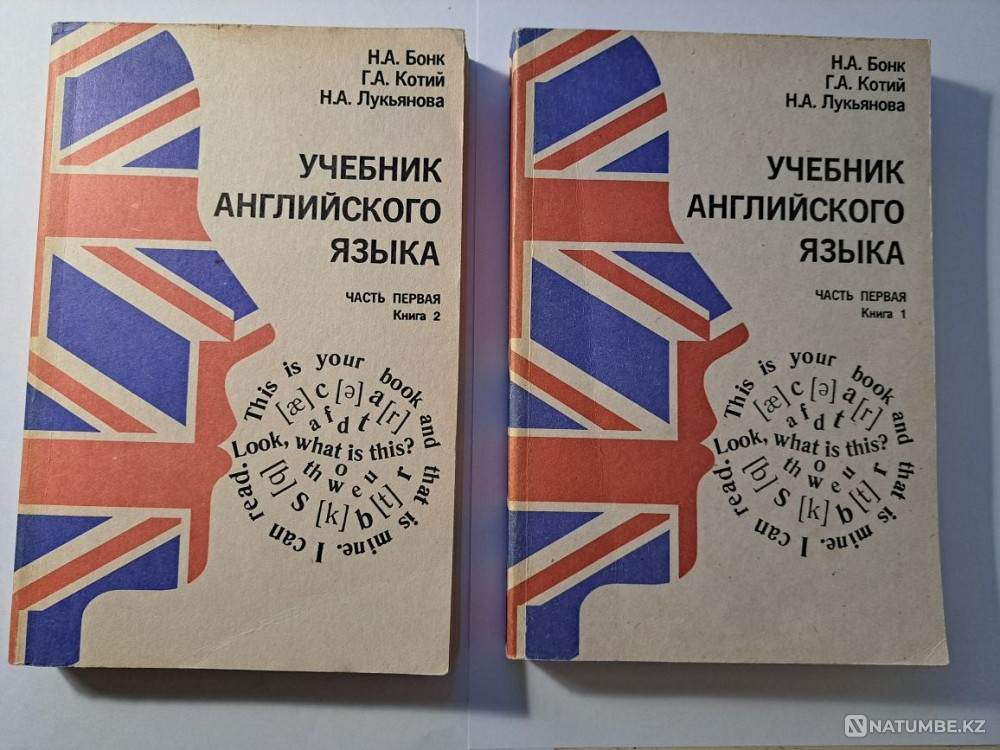 Н.А. Бонк
Г.А. Котий
Н.А. Лукьянова
УЧЕБНИК
АНГЛИЙСКОГО
ЯЗЫКА
ЧАСТЬ ПЕРВАЯ
Книга 2
This is your book and that is mine. I can read.
[æ] c [ə] a [r]
a f d t
Look, what is this?
th o w e u r
[b] S [k] b [t]
Н.А. Бонк
Г.А. Котий
Н.А. Лукьянова
УЧЕБНИК
АНГЛИЙСКОГО
ЯЗЫКА
ЧАСТЬ ПЕРВАЯ
Книга 1
This is your book and that is mine. I can read.
[æ] c [ə] a [r]
a f d t
Look, what is this?
th o w e u r
[b] S [k] b [t]
NATUMBE.KZ